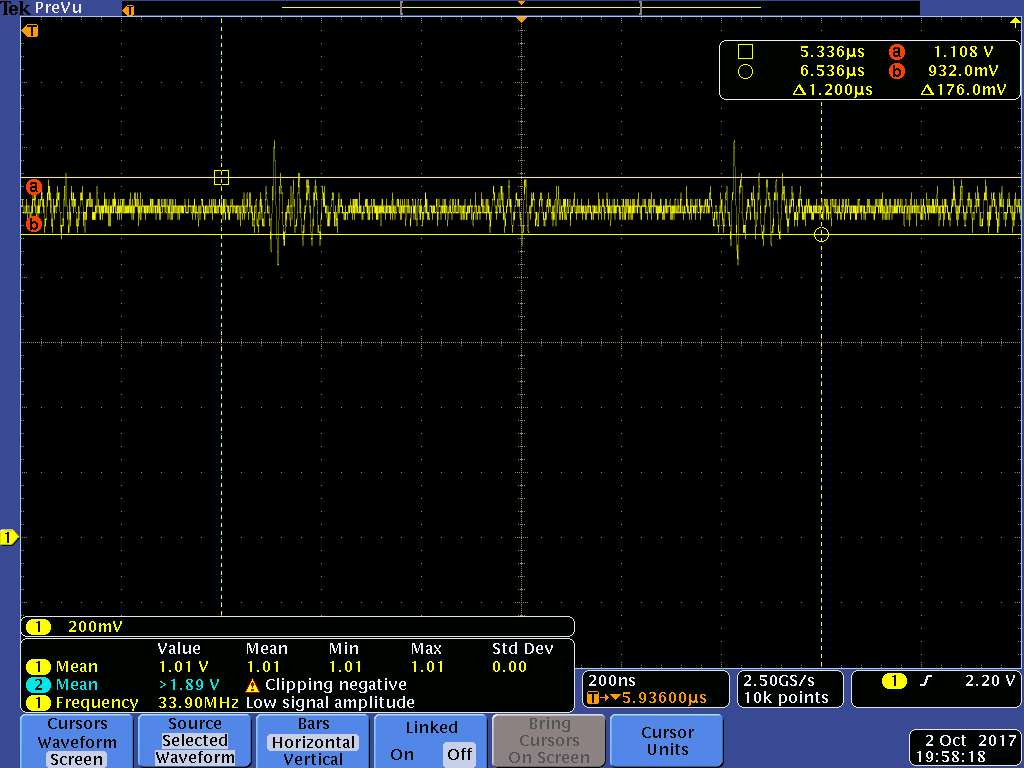 Tek PreVu
T
T
5.336µs a 1.108 V
6.536µs b 932.0mV
Δ1.200µs Δ176.0mV
a
b
1
1 200mV
Value Mean Min Max Std Dev
1 Mean 1.01 V 1.01 1.01 1.01 0.00
2 Mean >1.89 V Clipping negative
1 Frequency 33.90MHz Low signal amplitude
200ns
T→▼5.93600µs
2.50GS/s
10k points
1 2.20 V
Cursors
Waveform
Screen
Source
Selected
Waveform
Bars
Horizontal
Vertical
Linked
On Off
Bring
Cursors
On Screen
Cursor
Units
2 Oct 2017
19:58:18